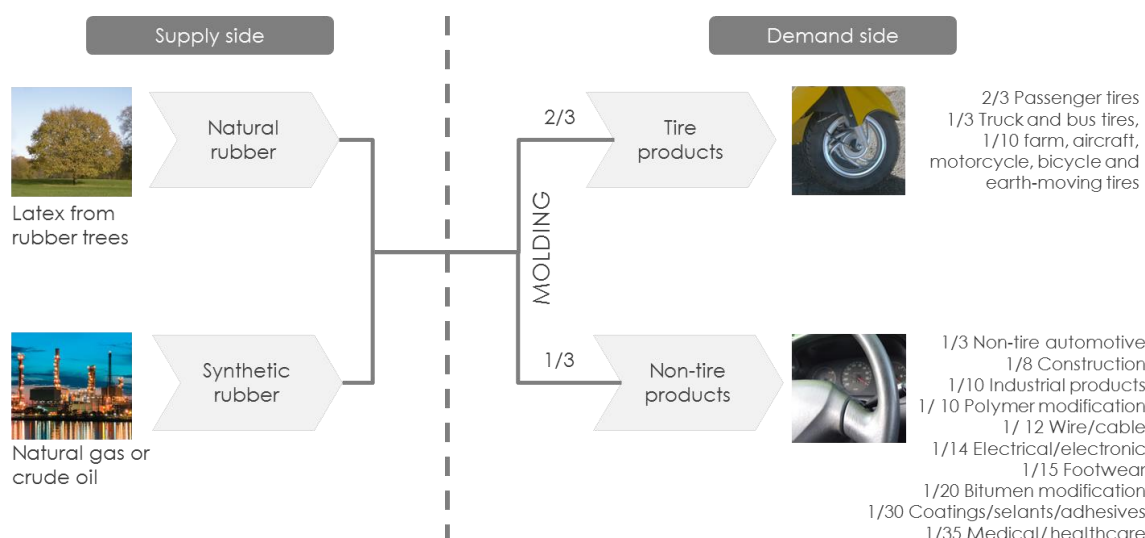 Supply side
Demand side
Natural
rubber
Latex from
rubber trees
Synthetic
rubber
Natural gas or
crude oil
MOLDING
2/3
Tire
products
2/3 Passenger tires
1/3 Truck and bus tires,
1/10 farm, aircraft,
motorcycle, bicycle and
earth-moving tires
1/3
Non-tire
products
1/3 Non-tire automotive
1/8 Construction
1/10 Industrial products
1/ 10 Polymer modification
1/ 12 Wire/cable
1/14 Electrical/electronic
1/15 Footwear
1/20 Bitumen modification
1/30 Coatings/selants/adhesives
1/35 Medical/healthcare